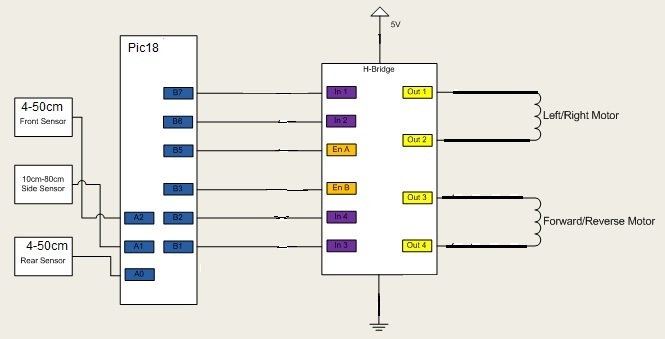 5V
Pic18
H-Bridge
B7
In 1
Out 1
4-50cm
Front Sensor
Left/Right Motor
B6
In 2
Out 2
B5
En A
10cm-80cm
Side Sensor
B3
En B
Out 3
A2
B2
In 4
Forward/Reverse Motor
4-50cm
Rear Sensor
A1
B1
In 3
Out 4
A0